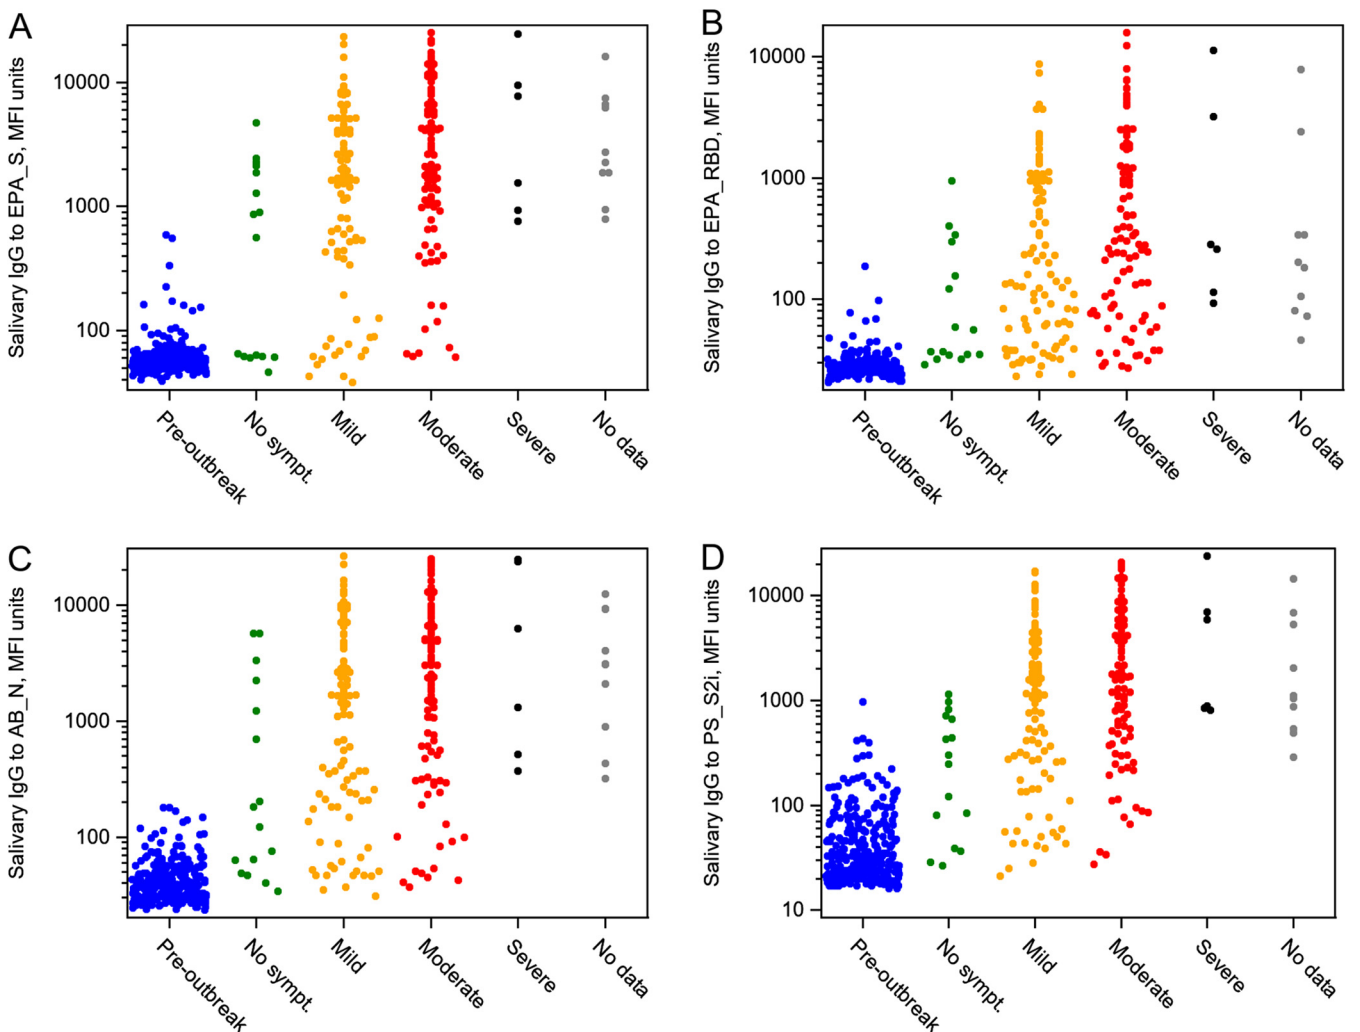 A
Salivary IgG to EPA_S, MFI units
10000
1000
100
Pre-outbreak
No sympt.
Mild
Moderate
Severe
No data
B
Salivary IgG to EPA_RBD, MFI units
10000
1000
100
Pre-outbreak
No sympt.
Mild
Moderate
Severe
No data
C
Salivary IgG to AB_N, MFI units
10000
1000
100
Pre-outbreak
No sympt.
Mild
Moderate
Severe
No data
D
Salivary IgG to PS_S2i, MFI units
10000
1000
100
10
Pre-outbreak
No sympt.
Mild
Moderate
Severe
No data